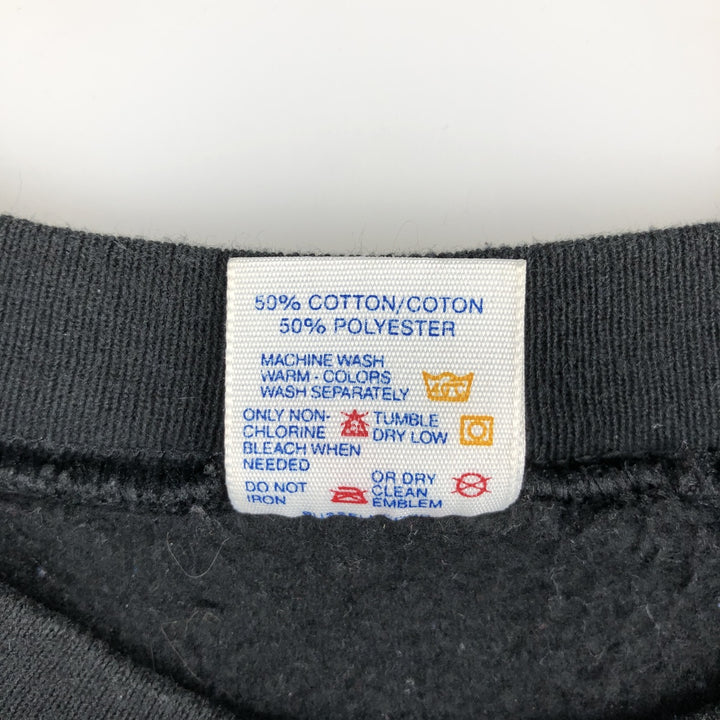 50% COTTON/COTON
50% POLYESTER
MACHINE WASH
WARM - COLORS
WASH SEPARATELY
ONLY NON-
CHLORINE
BLEACH WHEN
NEEDED
TUMBLE
DRY LOW
DO NOT
IRON
OR DRY
CLEAN
EMBLEM